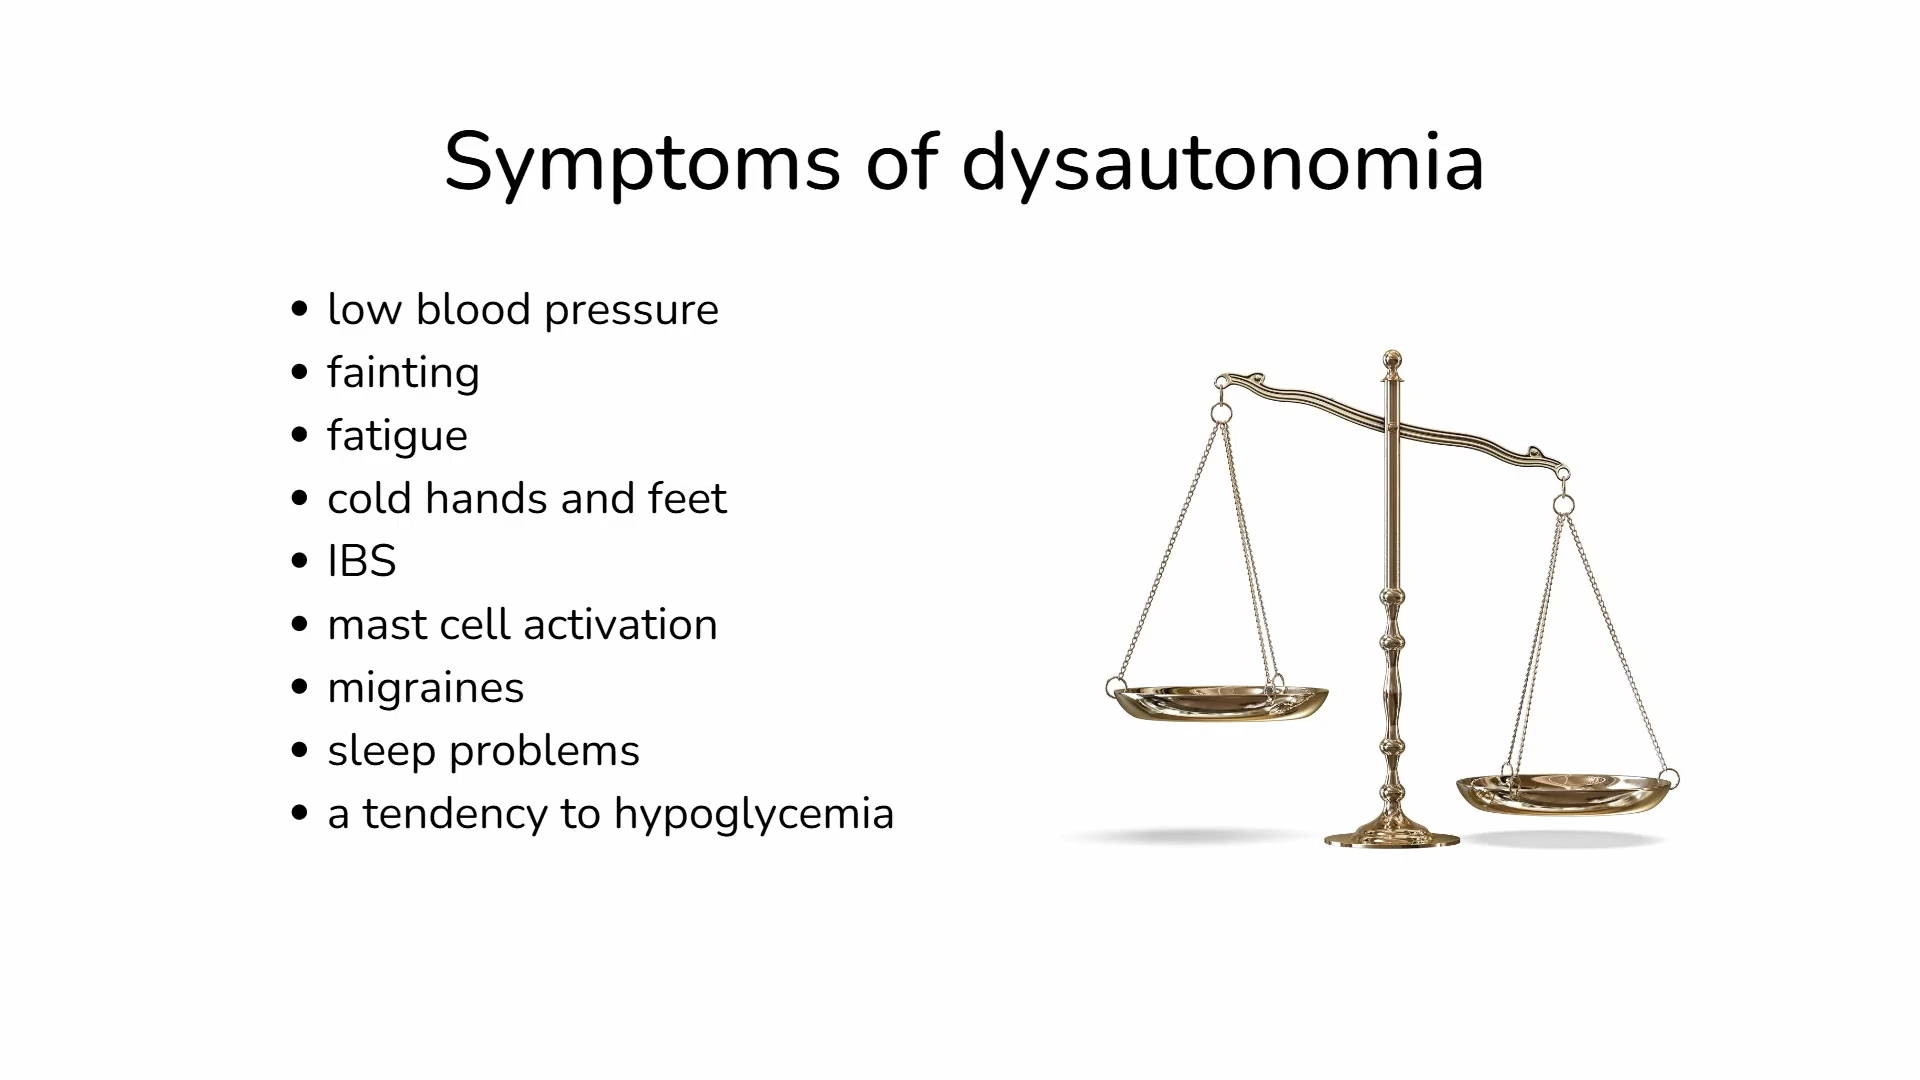 Symptoms of dysautonomia
• low blood pressure
• fainting
• fatigue
• cold hands and feet
• IBS
• mast cell activation
• migraines
• sleep problems
• a tendency to hypoglycemia